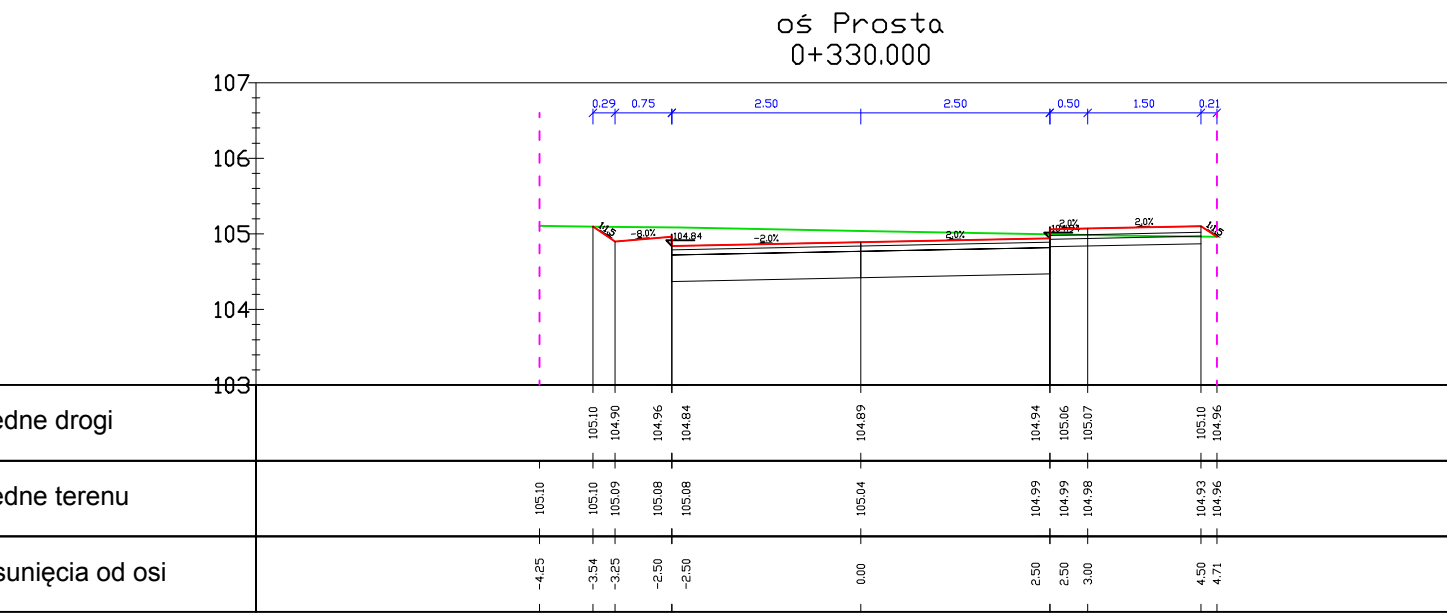 oś Prosta
0+330.000
107
0.29 0.75 2.50 2.50 0.50 1.50 0.21
106
105
1:1.5 -8.0% 104.84 -2.0% 2.0% 2.0% 2.0% 1:1.5
104
103
edne drogi 105.10 104.90 104.96 104.84 104.89 104.94 105.06 105.07 105.10 104.96
edne terenu 105.10 105.10 105.09 105.08 105.08 105.04 104.99 104.99 104.98 104.93 104.96
sunięcia od osi -4.25 -3.54 -3.25 -2.50 -2.50 0.00 2.50 2.50 3.00 4.50 4.71